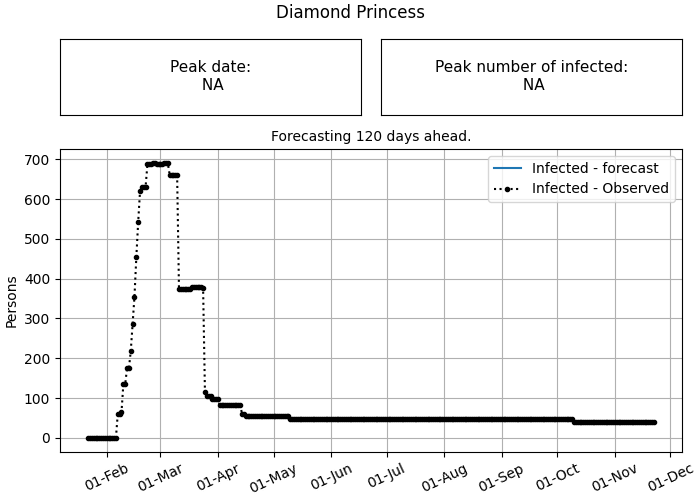 Diamond Princess
Peak date:
NA
Peak number of infected:
NA
Forecasting 120 days ahead.
Infected - forecast
Infected - Observed
700
600
500
400
300
200
100
0
Persons
01-Feb
01-Mar
01-Apr
01-May
01-Jun
01-Jul
01-Aug
01-Sep
01-Oct
01-Nov
01-Dec